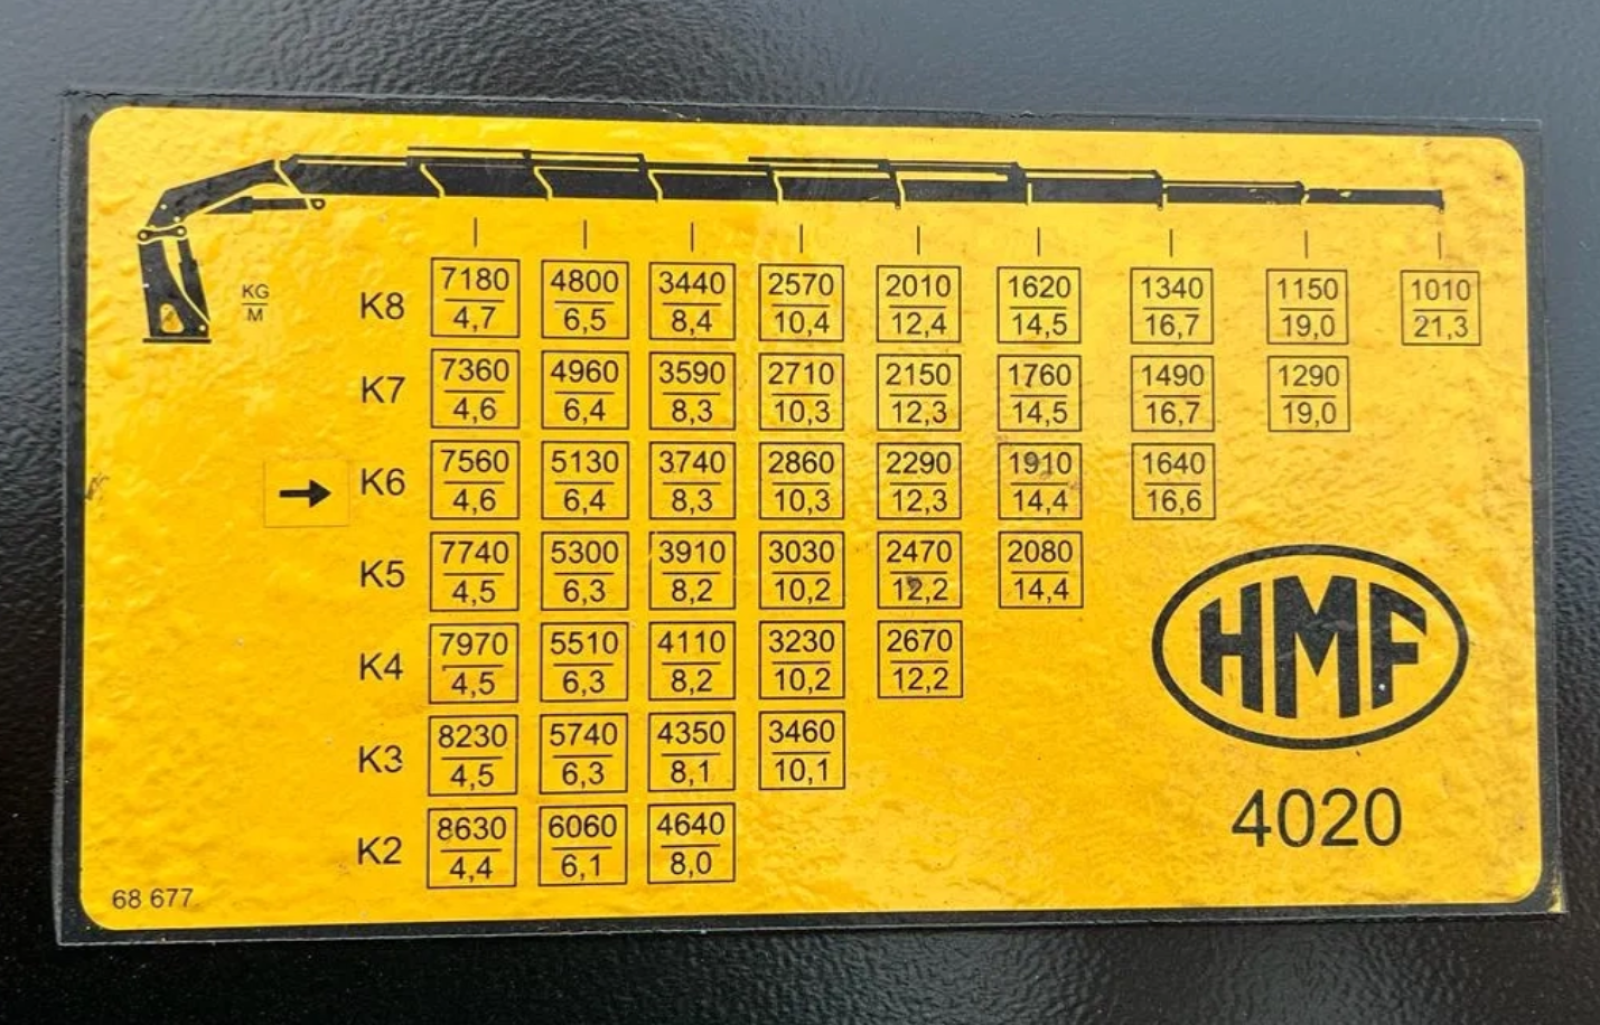 KG
M
K8 7180 4800 3440 2570 2010 1620 1340 1150 1010
4,7 6,5 8,4 10,4 12,4 14,5 16,7 19,0 21,3
K7 7360 4960 3590 2710 2150 1760 1490 1290
4,6 6,4 8,3 10,3 12,3 14,5 16,7 19,0
K6 7560 5130 3740 2860 2290 1910 1640
4,6 6,4 8,3 10,3 12,3 14,4 16,6
K5 7740 5300 3910 3030 2470 2080
4,5 6,3 8,2 10,2 12,2 14,4
K4 7970 5510 4110 3230 2670
4,5 6,3 8,2 10,2 12,2
K3 8230 5740 4350 3460
4,5 6,3 8,1 10,1
K2 8630 6060 4640
4,4 6,1 8,0
HMF
4020
68 677